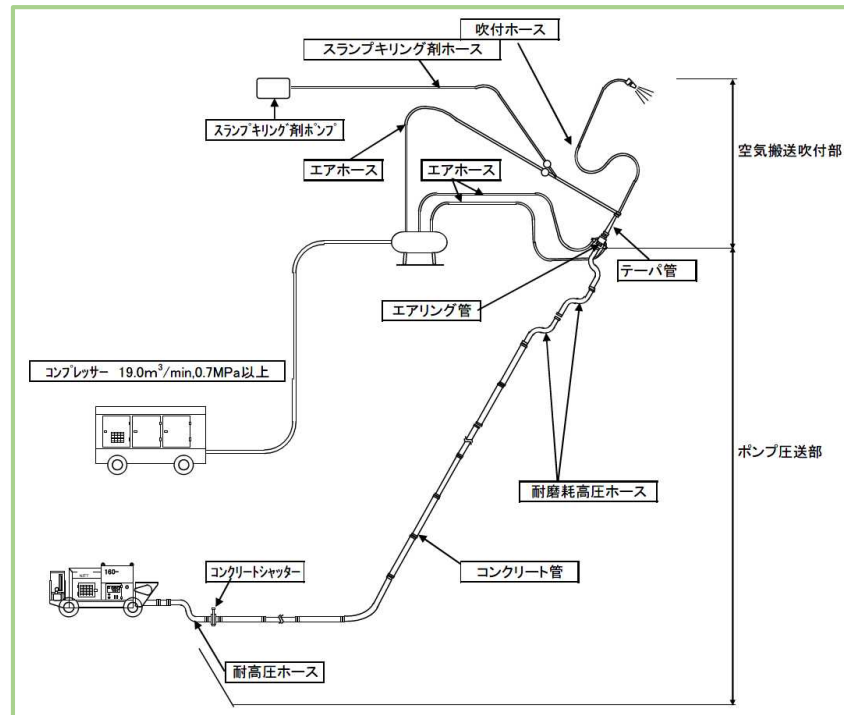 吹付ホース
スランプキリング剤ホース
スランプキリング剤ポンプ
空気搬送吹付部
エアホース
エアホース
テーパ管
エアリング管
コンプレッサー 19.0m³/min,0.7MPa以上
ポンプ圧送部
耐磨耗高圧ホース
コンクリートシャッター
コンクリート管
160-
耐高圧ホース